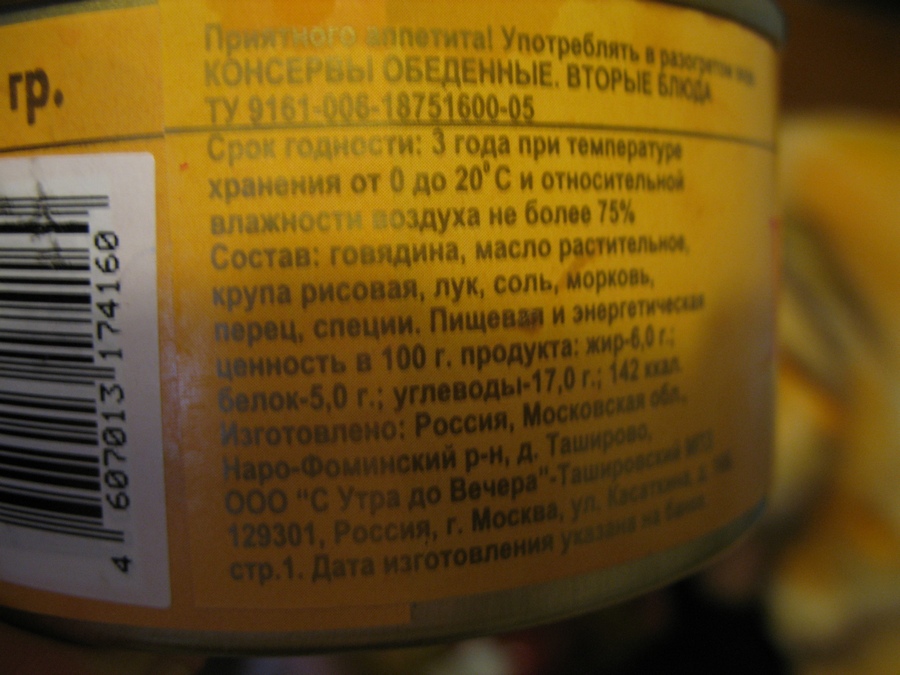 гр.
Приятного аппетита! Употреблять в разогретом виде
КОНСЕРВЫ ОБЕДЕННЫЕ. ВТОРЫЕ БЛЮДА
ТУ 9161-006-18751600-05
Срок годности: 3 года при температуре
хранения от 0 до 20°С и относительной
влажности воздуха не более 75%
Состав: говядина, масло растительное,
крупа рисовая, лук, соль, морковь,
перец, специи. Пищевая и энергетическая
ценность в 100 г. продукта: жир-6,0 г.;
белок-5,0 г.; углеводы-17,0 г.; 142 ккал.
Изготовлено: Россия, Московская обл.,
Наро-Фоминский р-н, д. Таширово,
ООО "С Утра до Вечера"-Ташировский
129301, Россия, г. Москва, ул. Касаткина, д.
стр.1. Дата изготовления указана на банке.
4 607013 174160